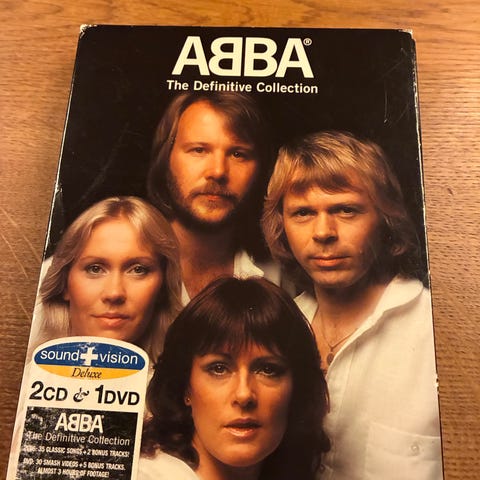 ABBA®
The Definitive Collection
sound + vision
Deluxe
2CD & 1DVD
ABBA
The Definitive Collection
2CD: 35 CLASSIC SONGS + 2 BONUS TRACKS!
DVD: 30 SMASH VIDEOS + 5 BONUS TRACKS.
ALMOST 3 HOURS OF FOOTAGE!